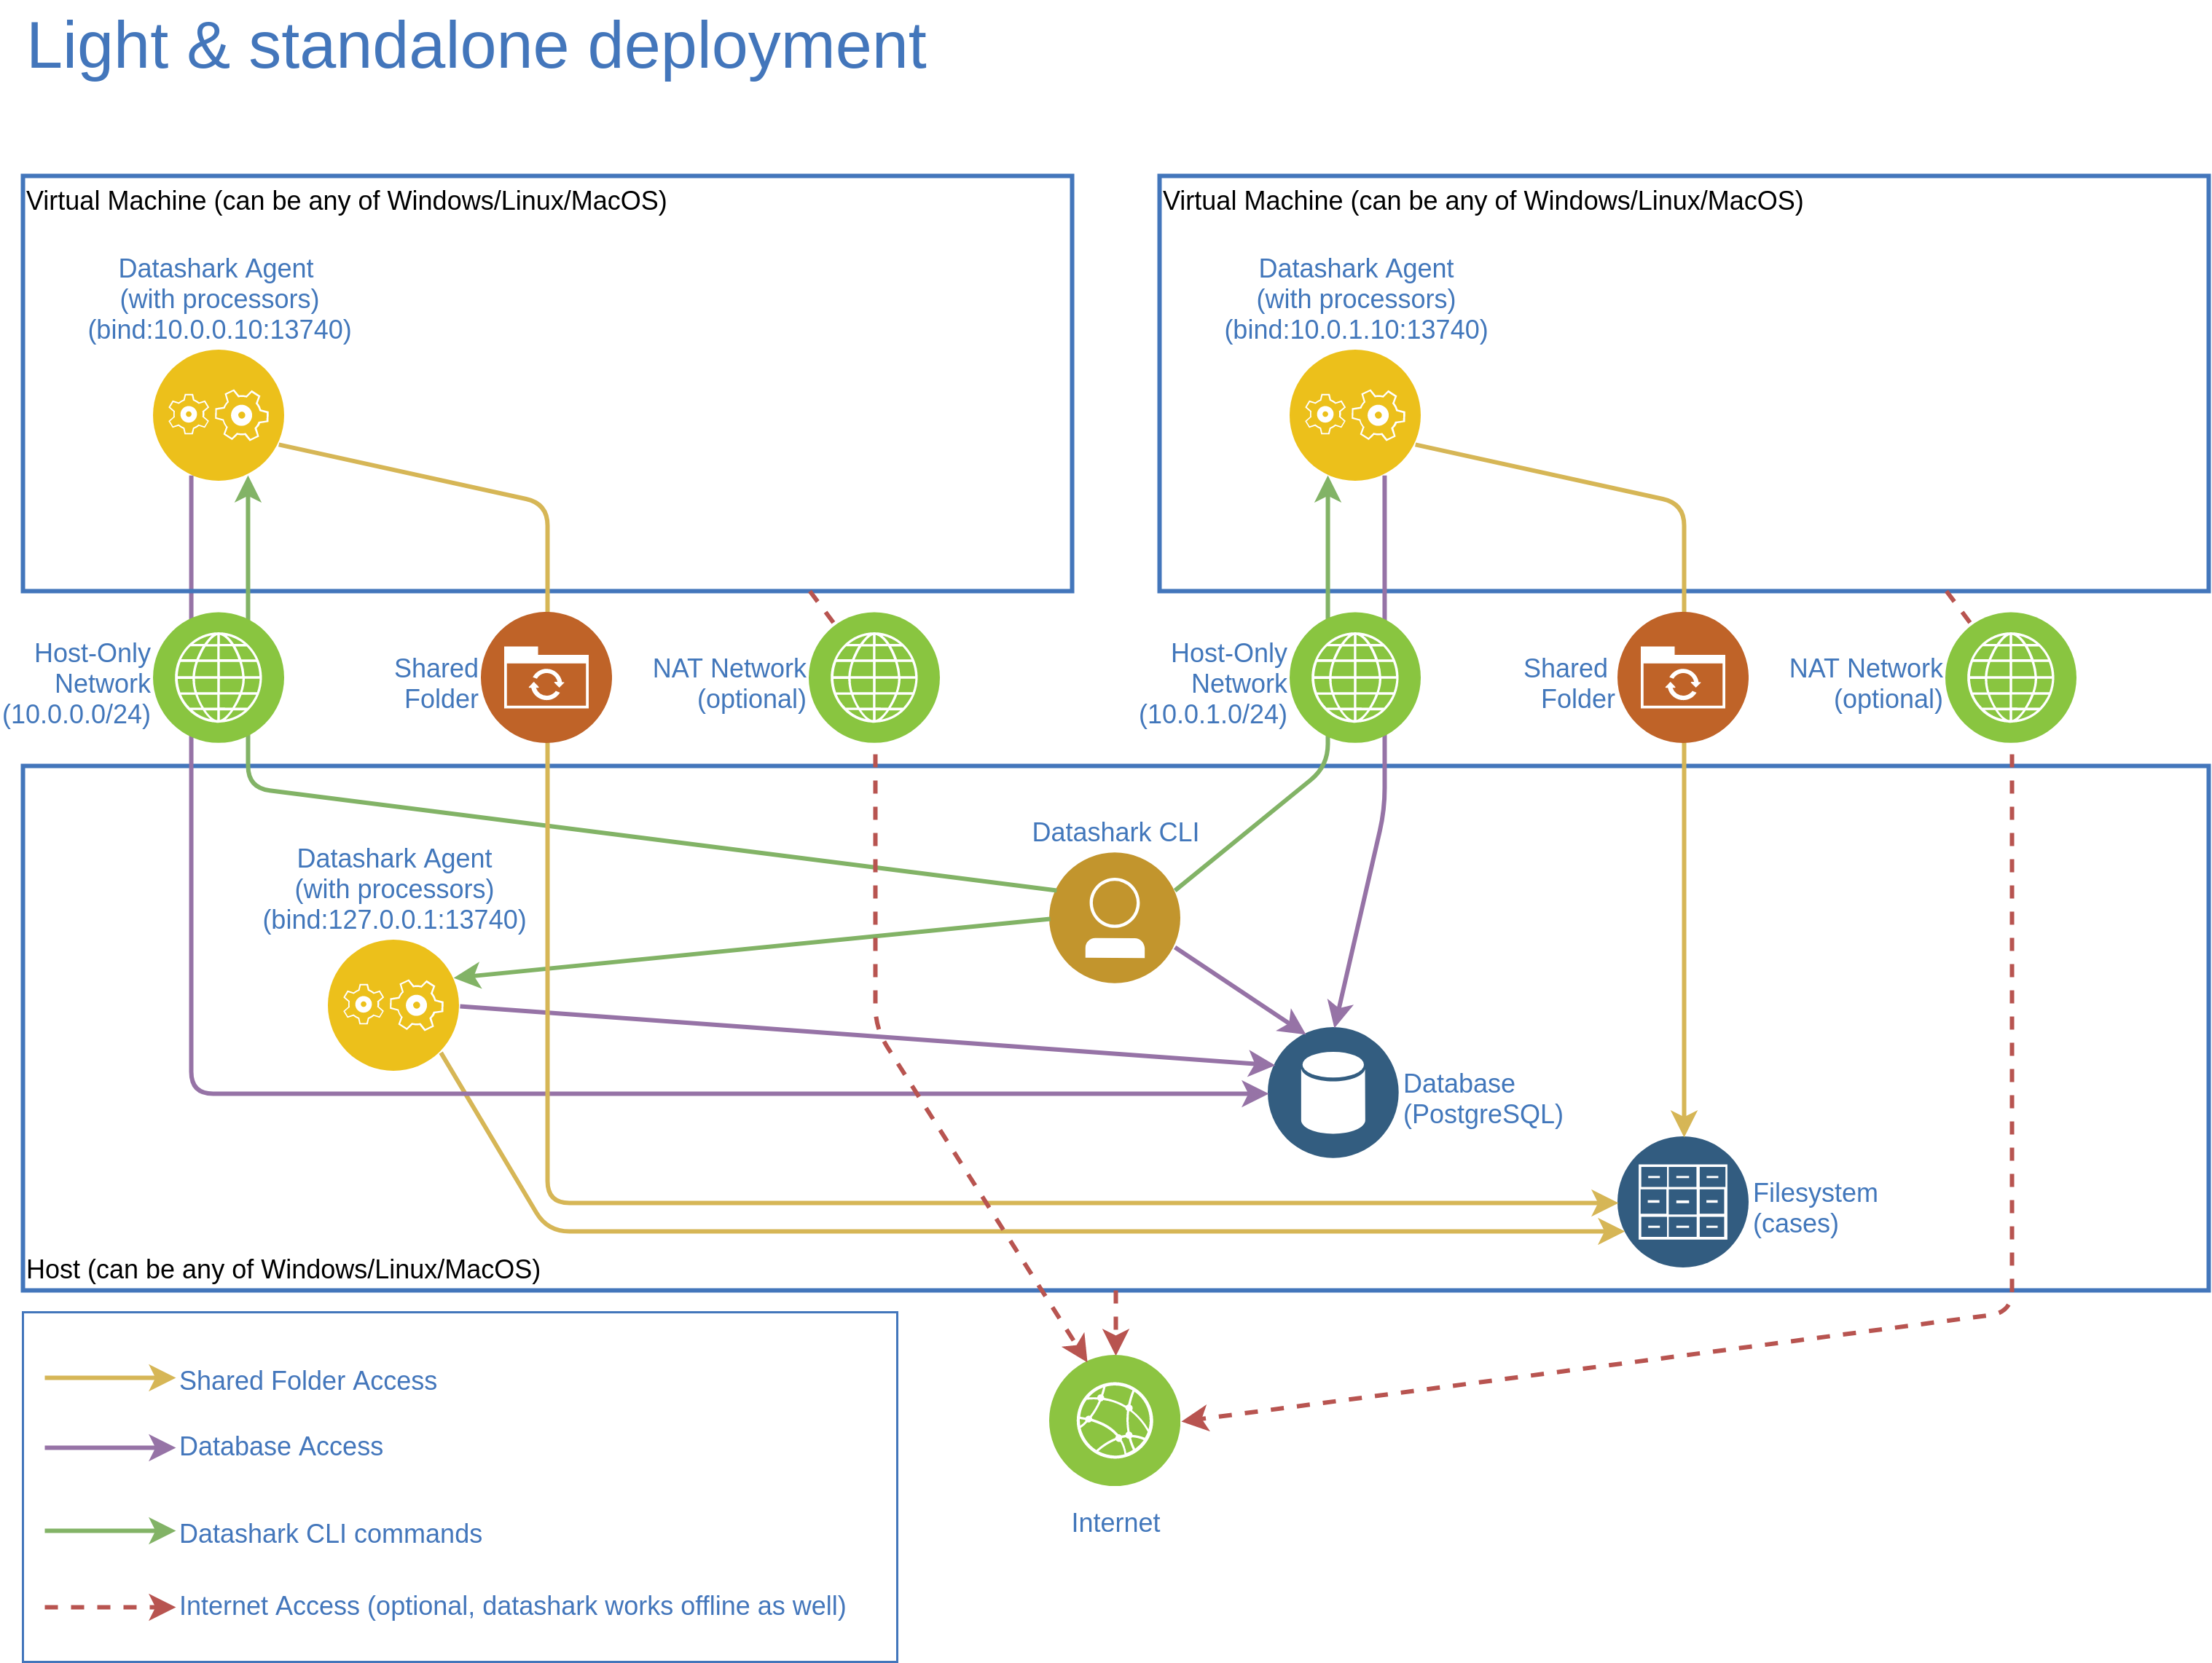 Light & standalone deployment
Virtual Machine (can be any of Windows/Linux/MacOS)
Datashark Agent
(with processors)
(bind:10.0.0.10:13740)
Virtual Machine (can be any of Windows/Linux/MacOS)
Datashark Agent
(with processors)
(bind:10.0.1.10:13740)
Host-Only
Network
(10.0.0.0/24)
Shared
Folder
NAT Network
(optional)
Host-Only
Network
(10.0.1.0/24)
Shared
Folder
NAT Network
(optional)
Datashark CLI
Datashark Agent
(with processors)
(bind:127.0.0.1:13740)
Database
(PostgreSQL)
Filesystem
(cases)
Host (can be any of Windows/Linux/MacOS)
Shared Folder Access
Database Access
Datashark CLI commands
Internet Access (optional, datashark works offline as well)
Internet